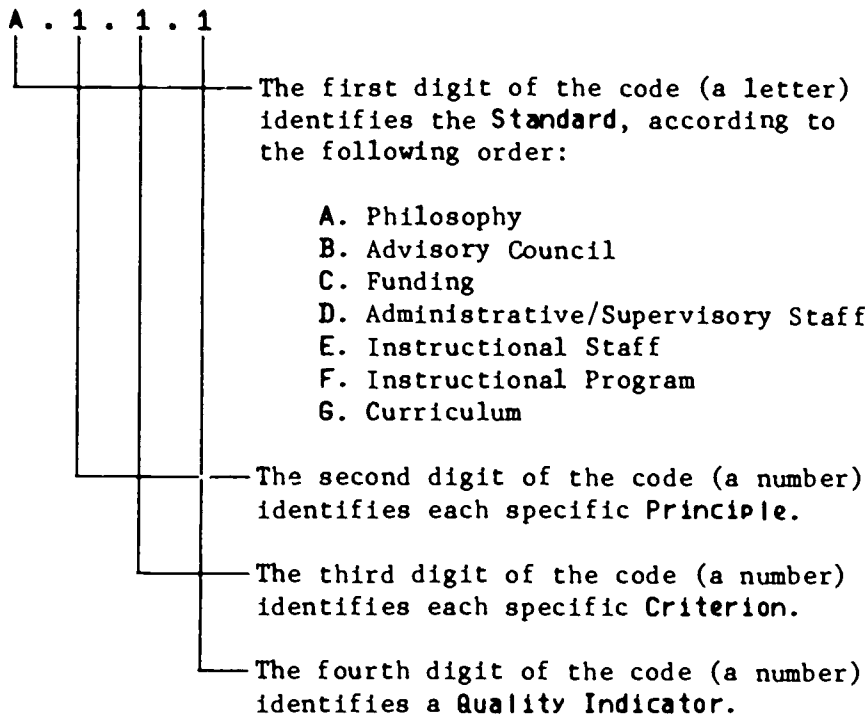 A . 1 . 1 . 1
The first digit of the code (a letter)
identifies the Standard, according to
the following order:
A. Philosophy
B. Advisory Council
C. Funding
D. Administrative/Supervisory Staff
E. Instructional Staff
F. Instructional Program
G. Curriculum
The second digit of the code (a number)
identifies each specific Principle.
The third digit of the code (a number)
identifies each specific Criterion.
The fourth digit of the code (a number)
identifies a Quality Indicator.